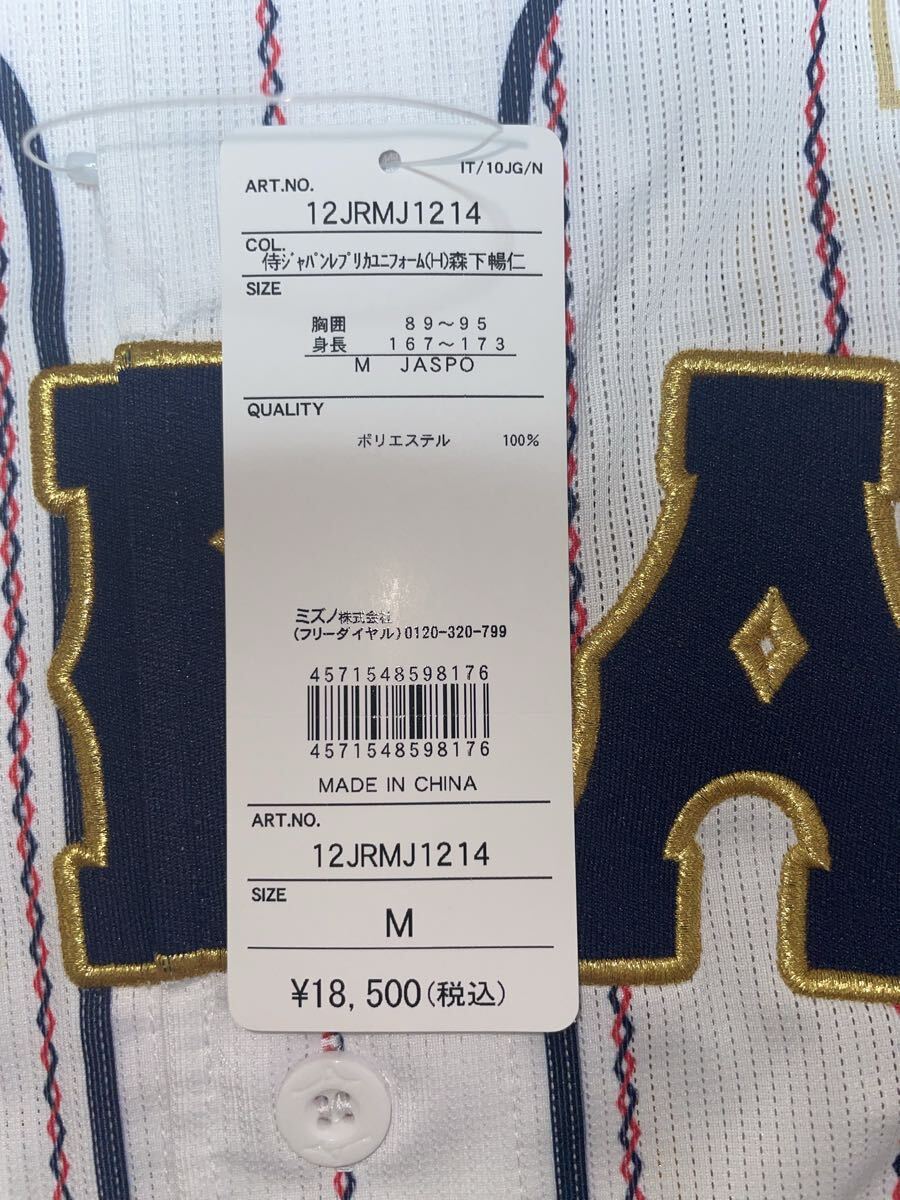 IT/10JG/N
ART.NO.
12JRMJ1214
COL.
侍ジャパンレプリカユニフォーム(H)森下暢仁
SIZE
胸囲 89～95
身長 167～173
M JASPO
QUALITY
ポリエステル 100%
ミズノ株式会社
(フリーダイヤル)0120-320-799
4571548598176
4571548598176
MADE IN CHINA
ART.NO.
12JRMJ1214
SIZE
M
¥18,500(税込)